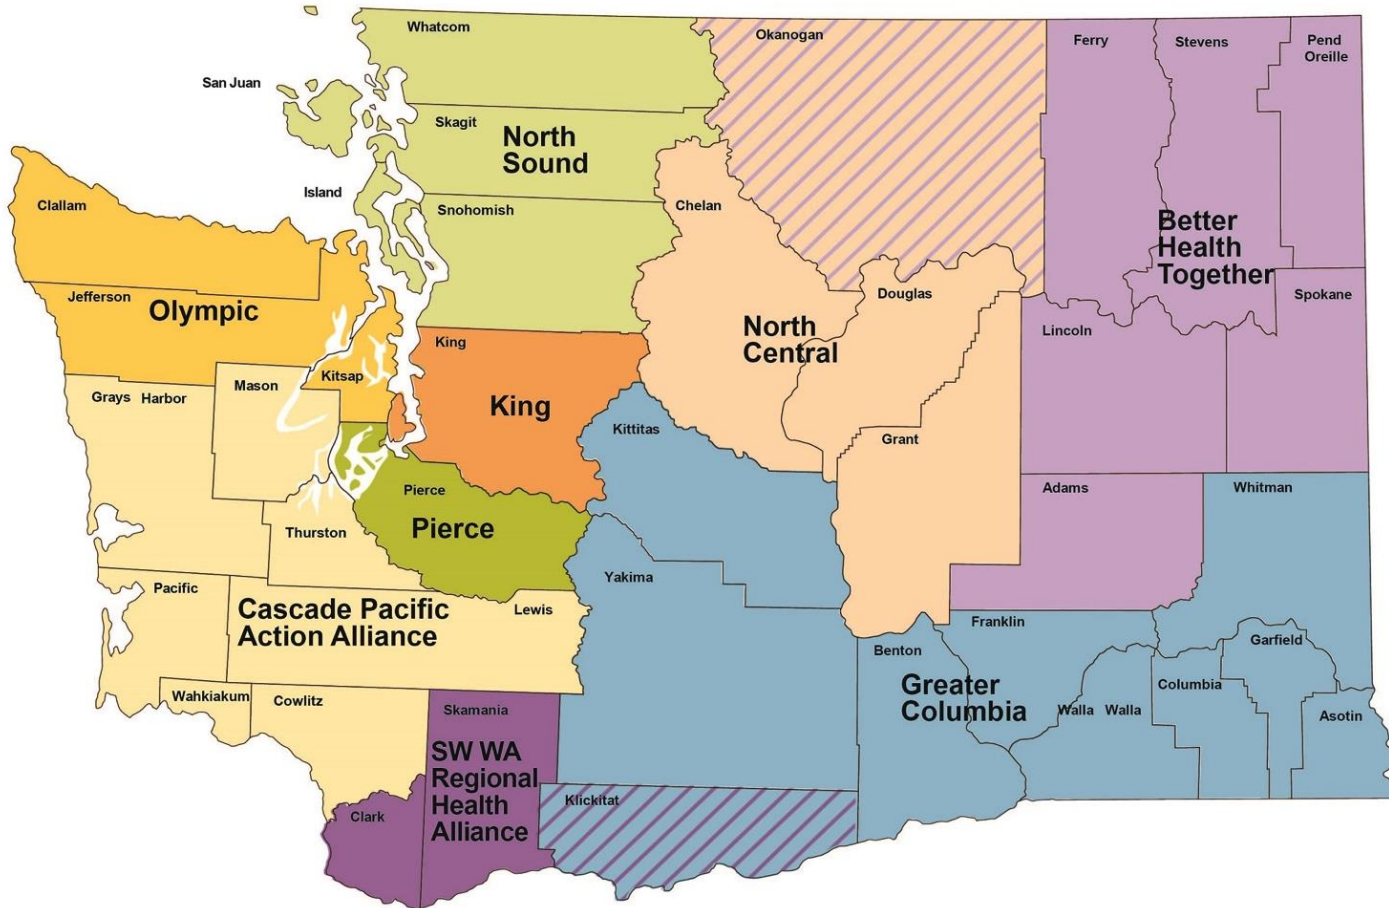 Whatcom
Okanogan
Ferry
Stevens
Pend
Oreille
San Juan
Skagit
North
Sound
Island
Clallam
Snohomish
Chelan
Better
Health
Together
Jefferson
Olympic
Douglas
Spokane
King
North
Central
Lincoln
Mason
Kitsap
Grays Harbor
King
Kittitas
Grant
Pierce
Adams
Whitman
Thurston
Pierce
Pacific
Yakima
Cascade Pacific
Action Alliance
Lewis
Franklin
Benton
Garfield
Greater
Columbia
Columbia
Wahkiakum
Cowlitz
Skamania
Walla Walla
Asotin
SW WA
Regional
Health
Alliance
Klickitat
Clark